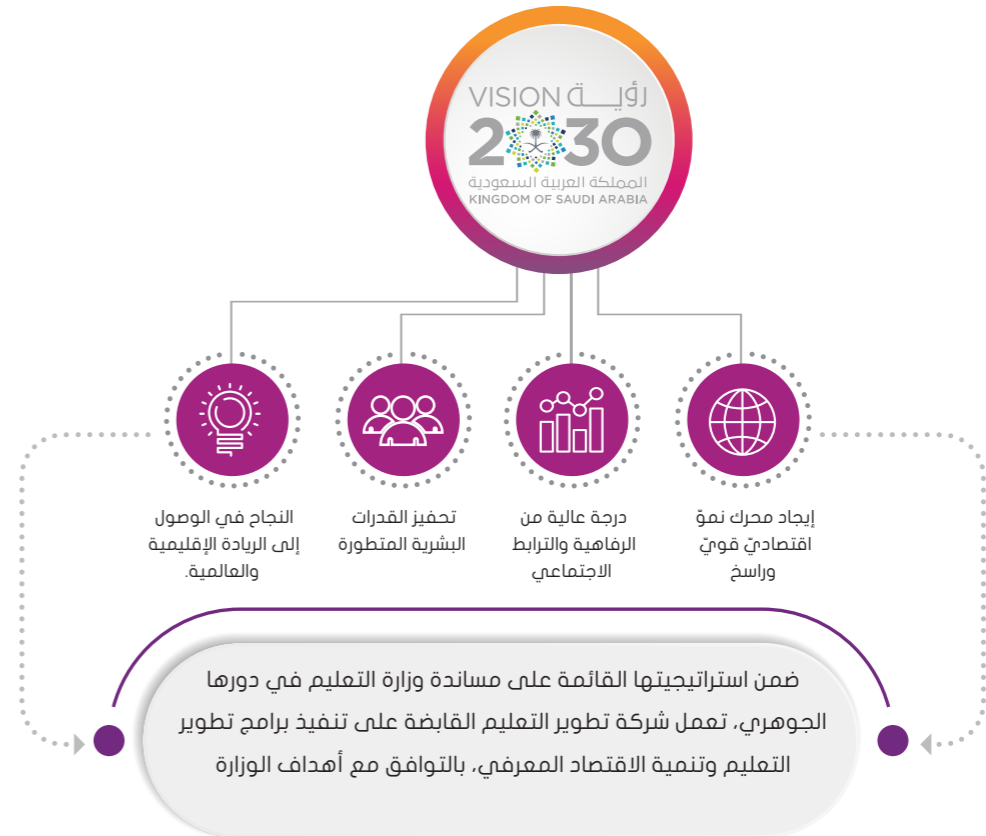 VISION رؤيــة
2030
المملكة العربية السعودية
KINGDOM OF SAUDI ARABIA
إيجاد محرك نموّ
اقتصاديّ قويّ
وراسخ
درجة عالية من
الرفاهية والترابط
الاجتماعي
تحفيز القدرات
البشرية المتطورة
النجاح في الوصول
إلى الريادة الإقليمية
والعالمية.
ضمن استراتيجيتها القائمة على مساندة وزارة التعليم في دورها
الجوهري، تعمل شركة تطوير التعليم القابضة على تنفيذ برامج تطوير
التعليم وتنمية الاقتصاد المعرفي، بالتوافق مع أهداف الوزارة